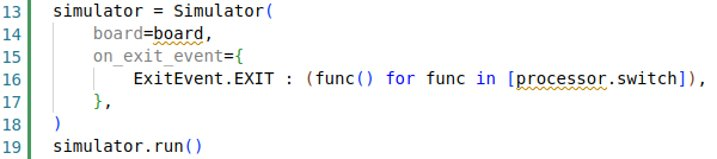 13 simulator = Simulator(
14     board=board,
15     on_exit_event={
16         ExitEvent.EXIT : (func() for func in [processor.switch]),
17     },
18 )
19 simulator.run()